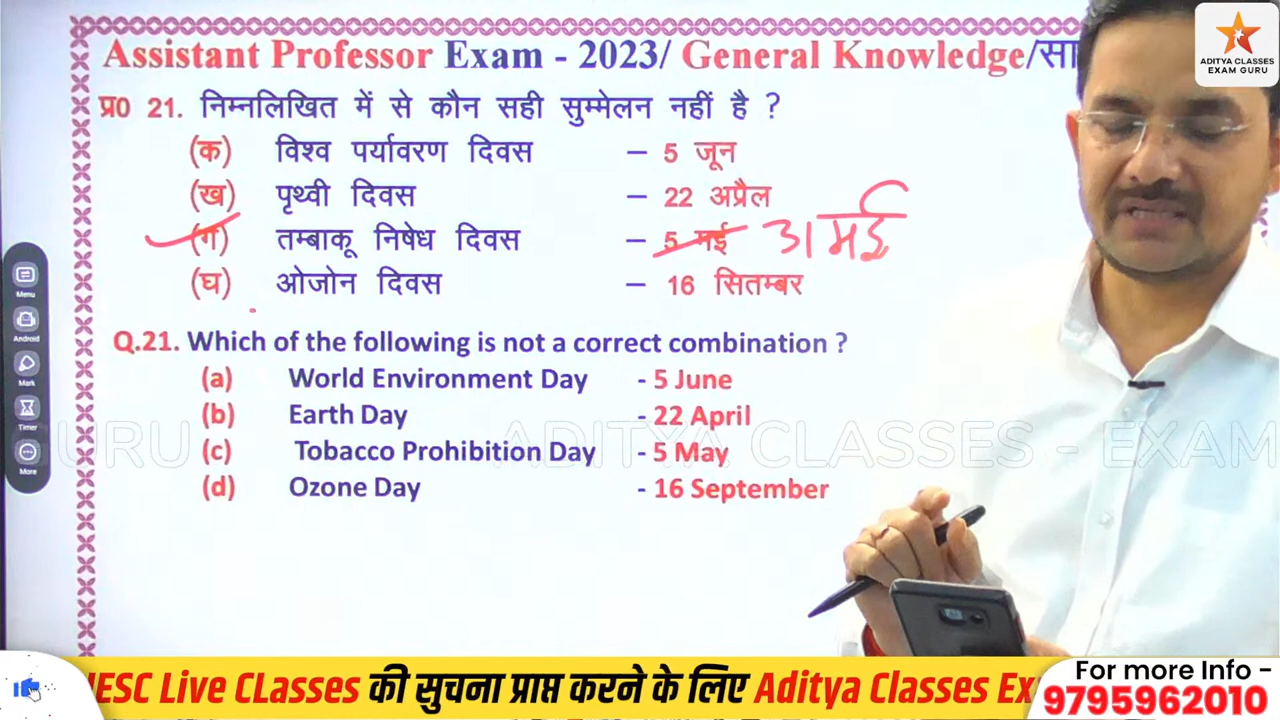 Assistant Professor Exam - 2023/ General Knowledge/सा
ADITYA CLASSES
EXAM GURU
प्र0 21. निम्नलिखित में से कौन सही सुम्मेलन नहीं है ?
(क) विश्व पर्यावरण दिवस – 5 जून
(ख) पृथ्वी दिवस – 22 अप्रैल
(ग) तम्बाकू निषेध दिवस – 5 मई 31 मई
(घ) ओजोन दिवस – 16 सितम्बर
Menu
Android
Mark
Timer
More
Q.21. Which of the following is not a correct combination ?
(a) World Environment Day - 5 June
(b) Earth Day - 22 April
(c) Tobacco Prohibition Day - 5 May
(d) Ozone Day - 16 September
URU ADITYA CLASSES - EXAM
HESC Live CLasses की सुचना प्राप्त करने के लिए Aditya Classes Ex
For more Info -
9795962010